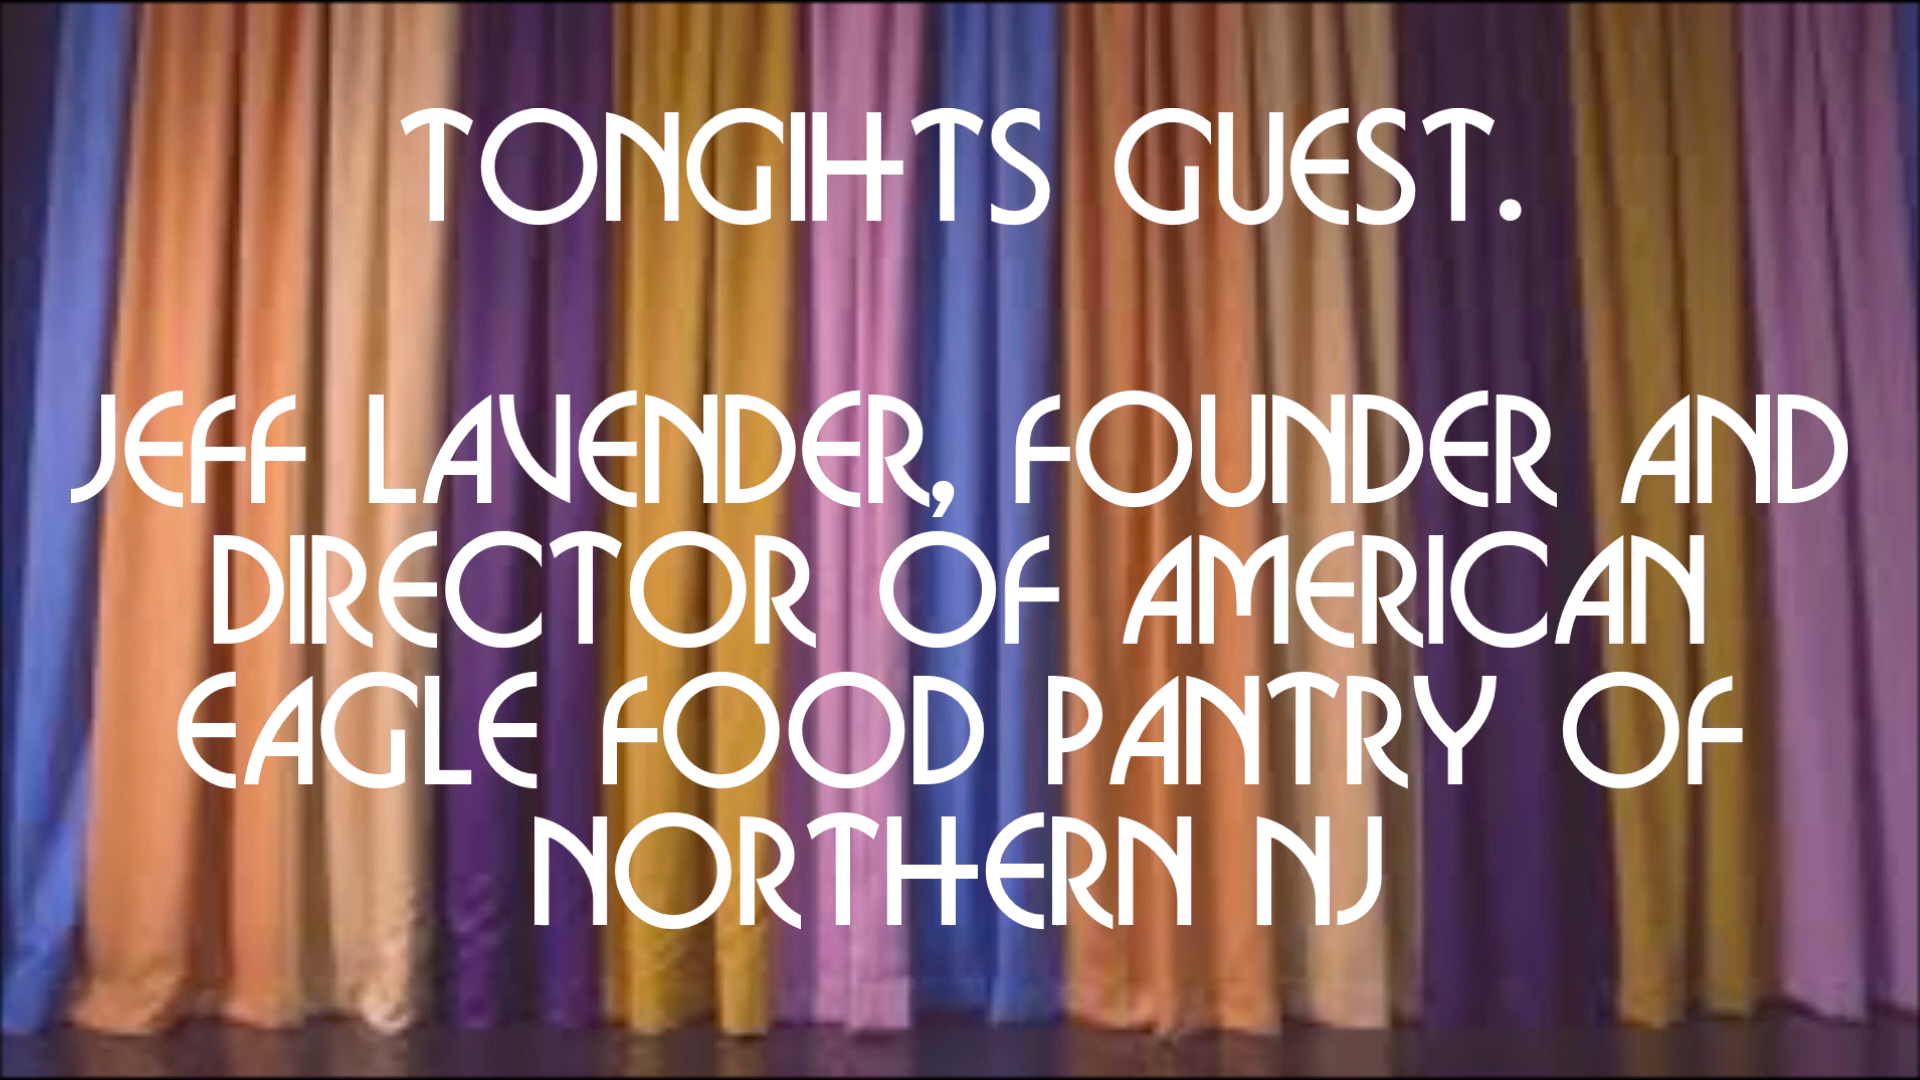 TONGIHTS GUEST.
JEFF LAVENDER, FOUNDER AND
DIRECTOR OF AMERICAN
EAGLE FOOD PANTRY OF
NORTHERN NJ